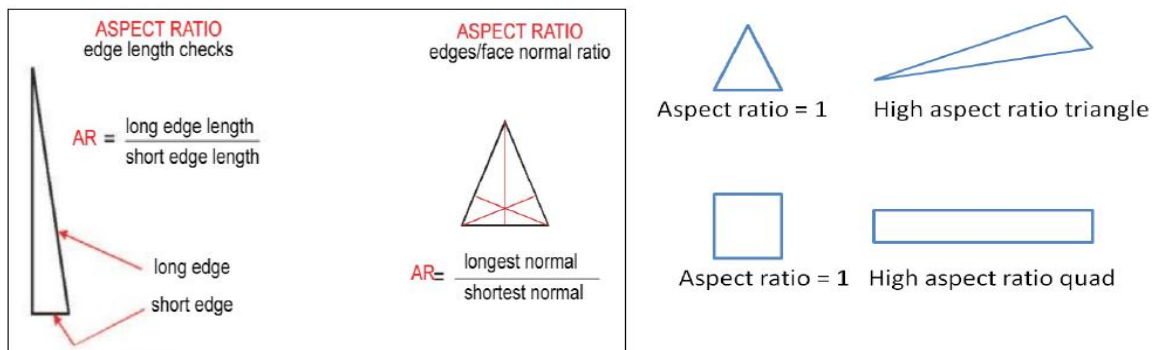 ASPECT RATIO
edge length checks
AR = long edge length
short edge length
long edge
short edge
ASPECT RATIO
edges/face normal ratio
AR= longest normal
shortest normal
Aspect ratio = 1
High aspect ratio triangle
Aspect ratio = 1
High aspect ratio quad